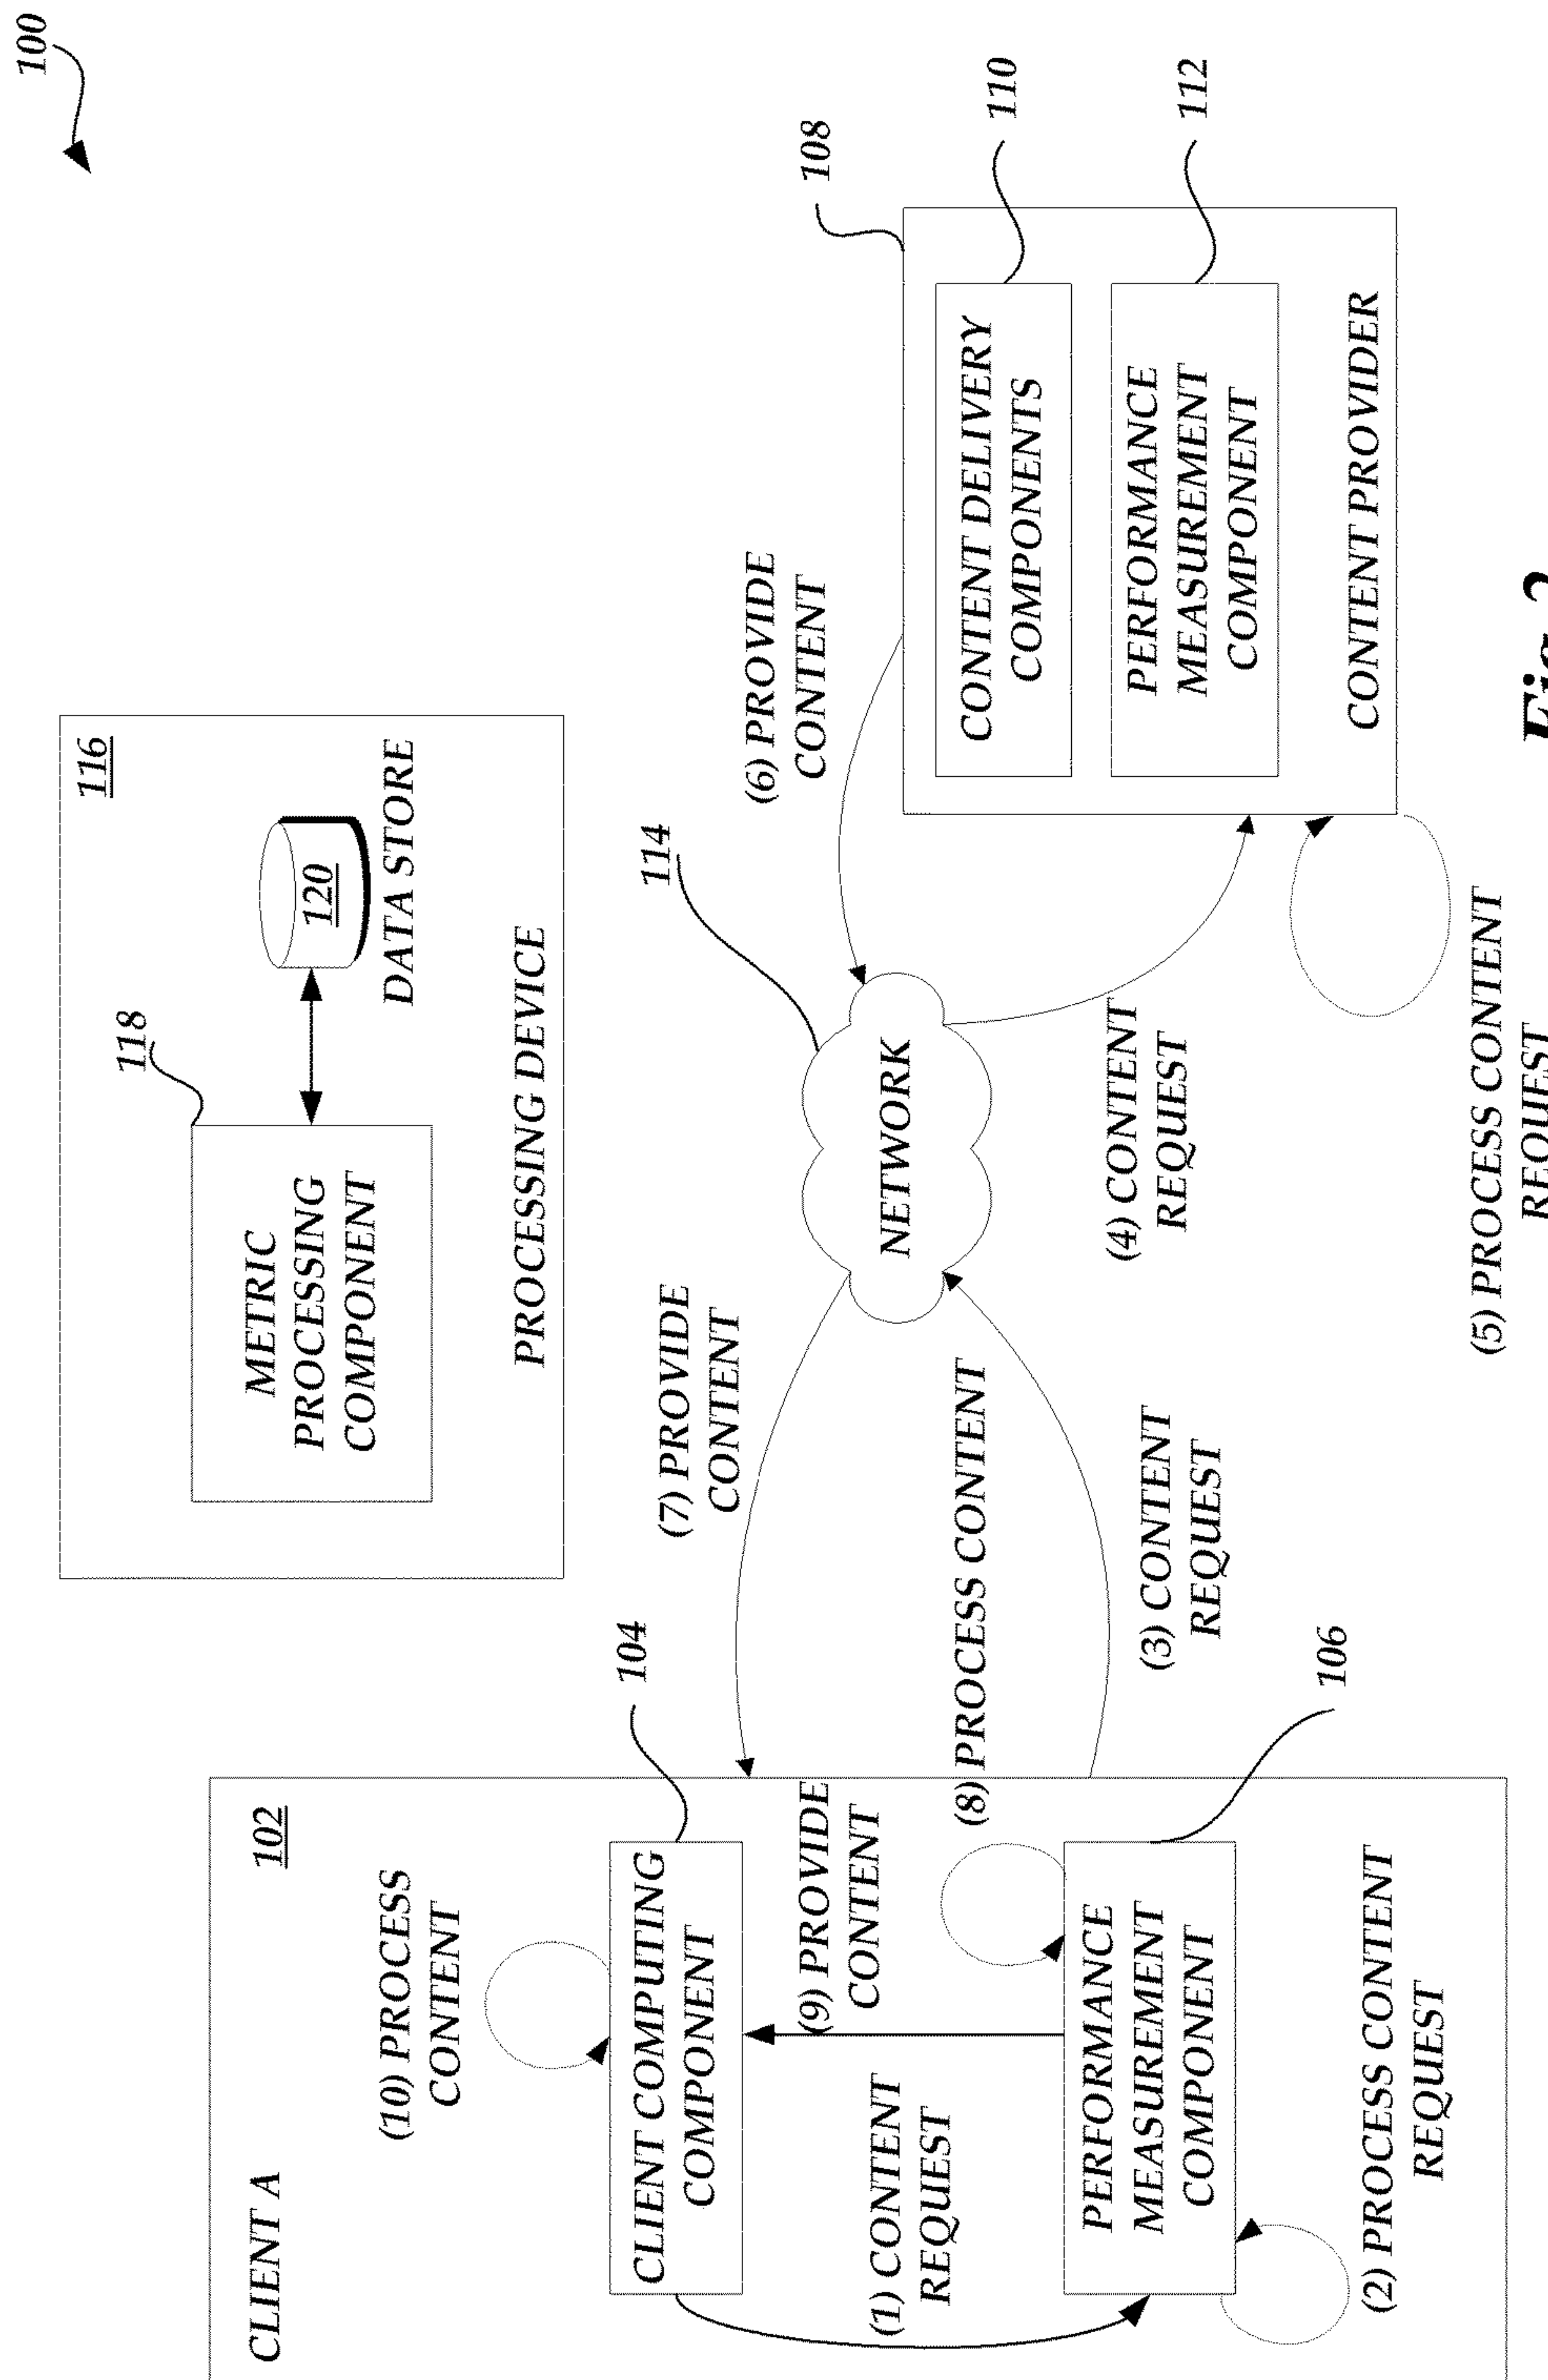 100
CLIENT A
102
(10) PROCESS
CONTENT
CLIENT COMPUTING
COMPONENT
104
(1) CONTENT
REQUEST
(9) PROVIDE
CONTENT
(8) PROCESS CONTENT
PERFORMANCE
MEASUREMENT
COMPONENT
106
(2) PROCESS CONTENT
REQUEST
METRIC
PROCESSING
COMPONENT
118
120
DATA STORE
116
PROCESSING DEVICE
(7) PROVIDE
CONTENT
(3) CONTENT
REQUEST
NETWORK
114
(6) PROVIDE
CONTENT
(4) CONTENT
REQUEST
(5) PROCESS CONTENT
REQUEST
108
CONTENT DELIVERY
COMPONENTS
110
PERFORMANCE
MEASUREMENT
COMPONENT
112
CONTENT PROVIDER
Fig. 2.